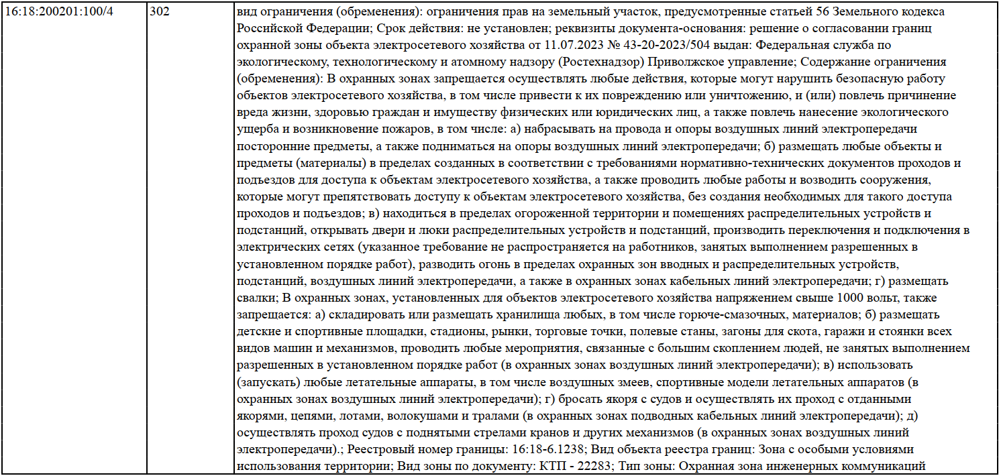 16:18:200201:100/4
302
вид ограничения (обременения): ограничения прав на земельный участок, предусмотренные статьей 56 Земельного кодекса
Российской Федерации; Срок действия: не установлен; реквизиты документа-основания: решение о согласовании границ
охранной зоны объекта электросетевого хозяйства от 11.07.2023 № 43-20-2023/504 выдан: Федеральная служба по
экологическому, технологическому и атомному надзору (Ростехнадзор) Приволжское управление; Содержание ограничения
(обременения): В охранных зонах запрещается осуществлять любые действия, которые могут нарушить безопасную работу
объектов электросетевого хозяйства, в том числе привести к их повреждению или уничтожению, и (или) повлечь причинение
вреда жизни, здоровью граждан и имуществу физических или юридических лиц, а также повлечь нанесение экологического
ущерба и возникновение пожаров, в том числе: а) набрасывать на провода и опоры воздушных линий электропередачи
посторонние предметы, а также подниматься на опоры воздушных линий электропередачи; б) размещать любые объекты и
предметы (материалы) в пределах созданных в соответствии с требованиями нормативно-технических документов проходов и
подъездов для доступа к объектам электросетевого хозяйства, а также проводить любые работы и возводить сооружения,
которые могут препятствовать доступу к объектам электросетевого хозяйства, без создания необходимых для такого доступа
проходов и подъездов; в) находиться в пределах огороженной территории и помещениях распределительных устройств и
подстанций, открывать двери и люки распределительных устройств и подстанций, производить переключения и подключения в
электрических сетях (указанное требование не распространяется на работников, занятых выполнением разрешенных в
установленном порядке работ), разводить огонь в пределах охранных зон вводных и распределительных устройств,
подстанций, воздушных линий электропередачи, а также в охранных зонах кабельных линий электропередачи; г) размещать
свалки; В охранных зонах, установленных для объектов электросетевого хозяйства напряжением свыше 1000 вольт, также
запрещается: а) складировать или размещать хранилища любых, в том числе горюче-смазочных, материалов; б) размещать
детские и спортивные площадки, стадионы, рынки, торговые точки, полевые станы, загоны для скота, гаражи и стоянки всех
видов машин и механизмов, проводить любые мероприятия, связанные с большим скоплением людей, не занятых выполнением
разрешенных в установленном порядке работ (в охранных зонах воздушных линий электропередачи); в) использовать
(запускать) любые летательные аппараты, в том числе воздушных змеев, спортивные модели летательных аппаратов (в
охранных зонах воздушных линий электропередачи); г) бросать якоря с судов и осуществлять их проход с отданными
якорями, цепями, лотами, волокушами и тралами (в охранных зонах подводных кабельных линий электропередачи); д)
осуществлять проход судов с поднятыми стрелами кранов и других механизмов (в охранных зонах воздушных линий
электропередачи).; Реестровый номер границы: 16:18-6.1238; Вид объекта реестра границ: Зона с особыми условиями
использования территории; Вид зоны по документу: КТП - 22283; Тип зоны: Охранная зона инженерных коммуникаций